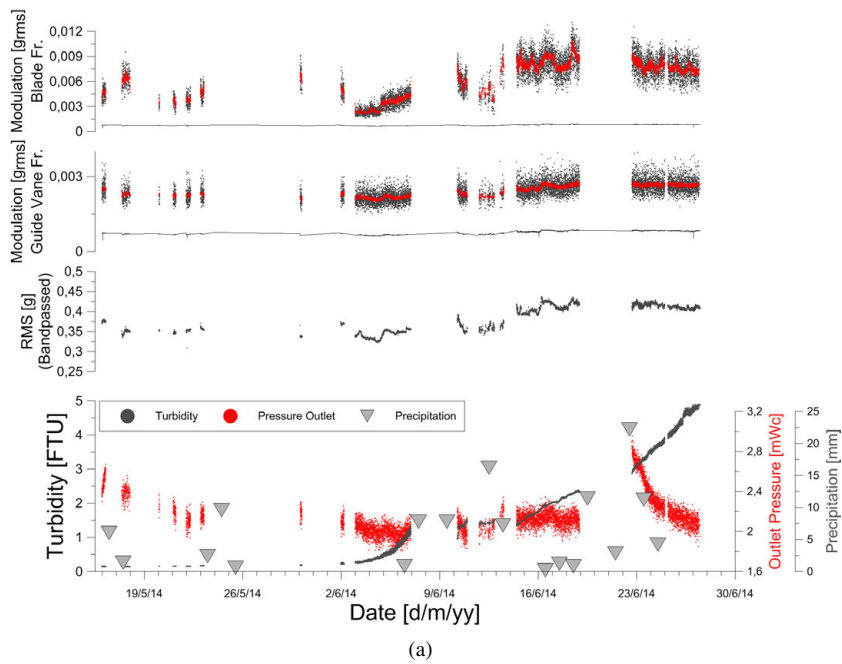 Modulation [grms]
Blade Fr.
0,012
0,009
0,006
0,003
0
Modulation [grms]
Guide Vane Fr.
0,003
0
RMS [g]
(Bandpassed)
0,5
0,45
0,4
0,35
0,3
0,25
Turbidity [FTU]
5
4
3
2
1
0
Turbidity Pressure Outlet Precipitation
3,2
2,8
2,4
2
1,6
Outlet Pressure [mWc]
25
20
15
10
5
0
Precipitation [mm]
19/5/14 26/5/14 2/6/14 9/6/14 16/6/14 23/6/14 30/6/14
Date [d/m/yy]
(a)